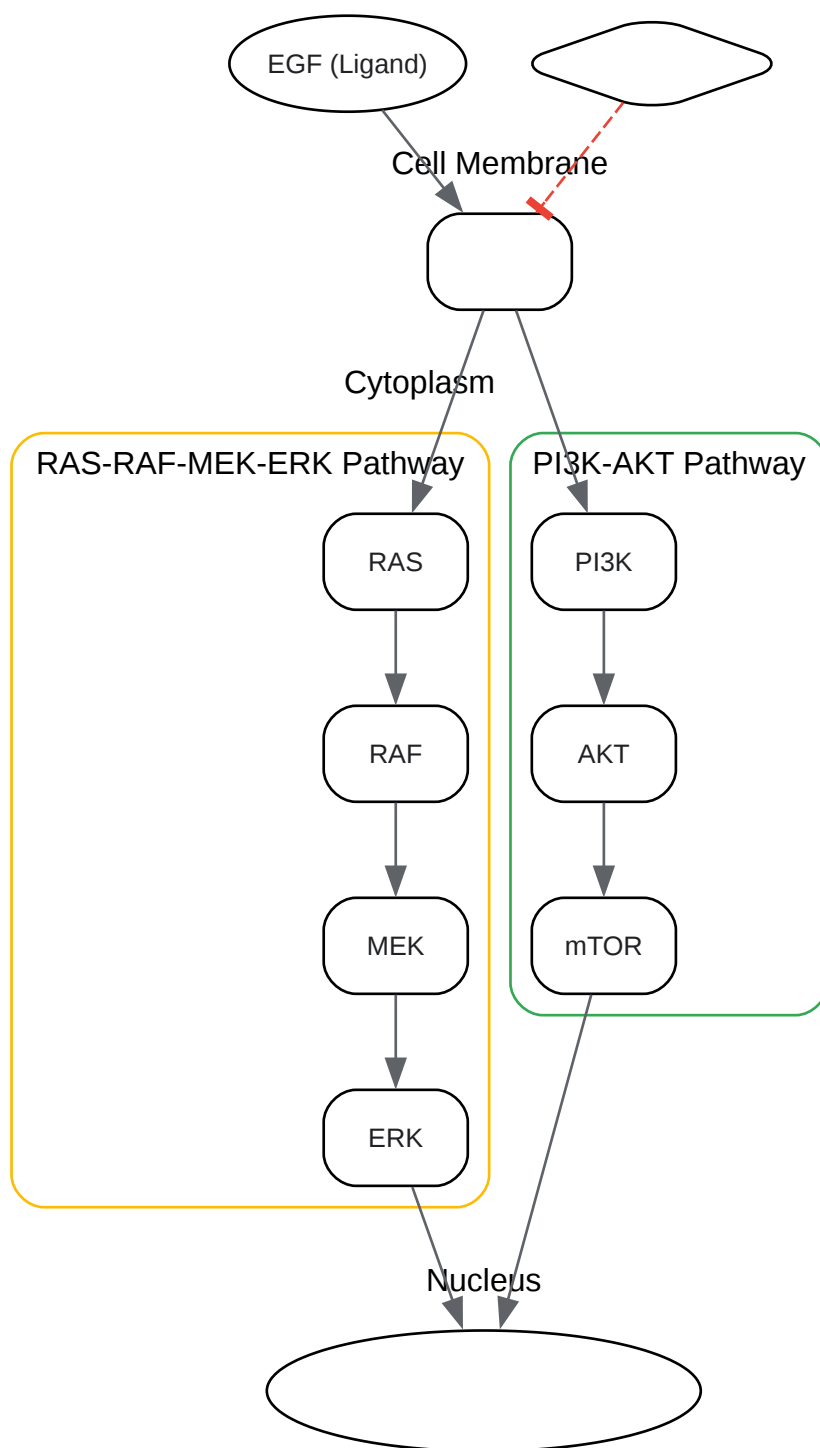 EGF (Ligand)
Cell Membrane
Cytoplasm
RAS-RAF-MEK-ERK Pathway
PI3K-AKT Pathway
RAS
PI3K
RAF
AKT
MEK
mTOR
ERK
Nucleus